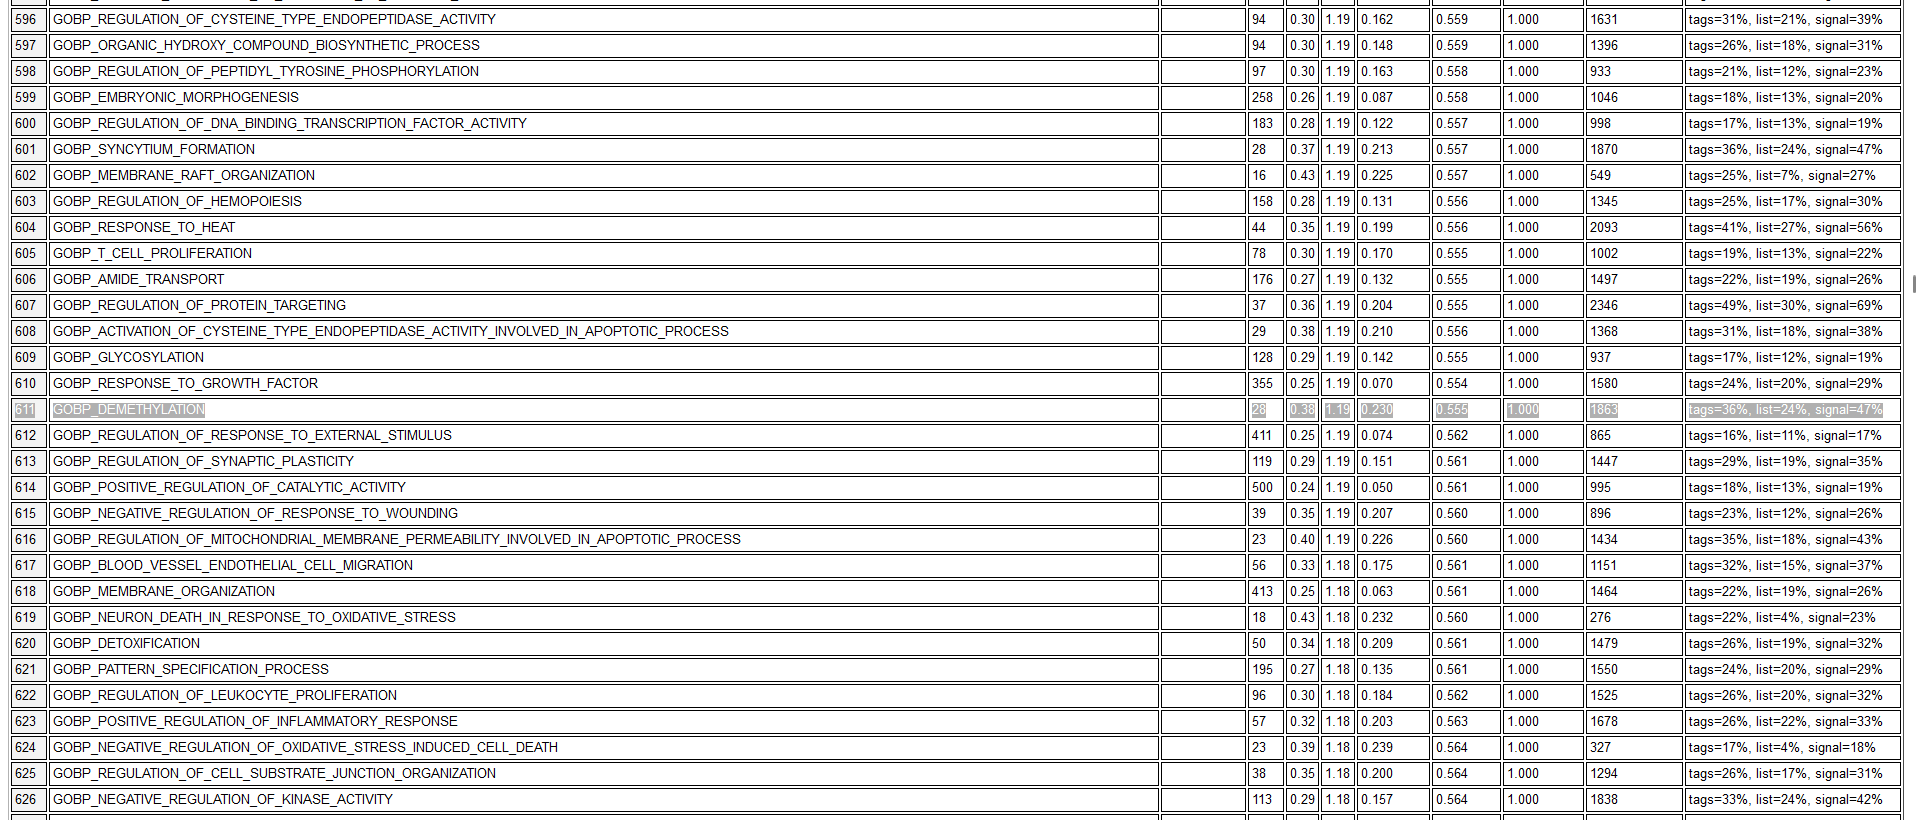 596 GOBP_REGULATION_OF_CYSTEINE_TYPE_ENDOPEPTIDASE_ACTIVITY 94 0.30 1.19 0.162 0.559 1.000 1631 tags=31%, list=21%, signal=39%
597 GOBP_ORGANIC_HYDROXY_COMPOUND_BIOSYNTHETIC_PROCESS 94 0.30 1.19 0.148 0.559 1.000 1396 tags=26%, list=18%, signal=31%
598 GOBP_REGULATION_OF_PEPTIDYL_TYROSINE_PHOSPHORYLATION 97 0.30 1.19 0.163 0.558 1.000 933 tags=21%, list=12%, signal=23%
599 GOBP_EMBRYONIC_MORPHOGENESIS 258 0.26 1.19 0.087 0.558 1.000 1046 tags=18%, list=13%, signal=20%
600 GOBP_REGULATION_OF_DNA_BINDING_TRANSCRIPTION_FACTOR_ACTIVITY 183 0.28 1.19 0.122 0.557 1.000 998 tags=17%, list=13%, signal=19%
601 GOBP_SYNCYTIUM_FORMATION 28 0.37 1.19 0.213 0.557 1.000 1870 tags=36%, list=24%, signal=47%
602 GOBP_MEMBRANE_RAFT_ORGANIZATION 16 0.43 1.19 0.225 0.557 1.000 549 tags=25%, list=7%, signal=27%
603 GOBP_REGULATION_OF_HEMOPOIESIS 158 0.28 1.19 0.131 0.556 1.000 1345 tags=25%, list=17%, signal=30%
604 GOBP_RESPONSE_TO_HEAT 44 0.35 1.19 0.199 0.556 1.000 2093 tags=41%, list=27%, signal=56%
605 GOBP_T_CELL_PROLIFERATION 78 0.30 1.19 0.170 0.555 1.000 1002 tags=19%, list=13%, signal=22%
606 GOBP_AMIDE_TRANSPORT 176 0.27 1.19 0.132 0.555 1.000 1497 tags=22%, list=19%, signal=26%
607 GOBP_REGULATION_OF_PROTEIN_TARGETING 37 0.36 1.19 0.204 0.555 1.000 2346 tags=49%, list=30%, signal=69%
608 GOBP_ACTIVATION_OF_CYSTEINE_TYPE_ENDOPEPTIDASE_ACTIVITY_INVOLVED_IN_APOPTOTIC_PROCESS 29 0.38 1.19 0.210 0.556 1.000 1368 tags=31%, list=18%, signal=38%
609 GOBP_GLYCOSYLATION 128 0.29 1.19 0.142 0.555 1.000 937 tags=17%, list=12%, signal=19%
610 GOBP_RESPONSE_TO_GROWTH_FACTOR 355 0.25 1.19 0.070 0.554 1.000 1580 tags=24%, list=20%, signal=29%
611 GOBP_DEMETHYLATION 28 0.38 1.19 0.230 0.555 1.000 1863 tags=36%, list=24%, signal=47%
612 GOBP_REGULATION_OF_RESPONSE_TO_EXTERNAL_STIMULUS 411 0.25 1.19 0.074 0.562 1.000 865 tags=16%, list=11%, signal=17%
613 GOBP_REGULATION_OF_SYNAPTIC_PLASTICITY 119 0.29 1.19 0.151 0.561 1.000 1447 tags=29%, list=19%, signal=35%
614 GOBP_POSITIVE_REGULATION_OF_CATALYTIC_ACTIVITY 500 0.24 1.19 0.050 0.561 1.000 995 tags=18%, list=13%, signal=19%
615 GOBP_NEGATIVE_REGULATION_OF_RESPONSE_TO_WOUNDING 39 0.35 1.19 0.207 0.560 1.000 896 tags=23%, list=12%, signal=26%
616 GOBP_REGULATION_OF_MITOCHONDRIAL_MEMBRANE_PERMEABILITY_INVOLVED_IN_APOPTOTIC_PROCESS 23 0.40 1.19 0.226 0.560 1.000 1434 tags=35%, list=18%, signal=43%
617 GOBP_BLOOD_VESSEL_ENDOTHELIAL_CELL_MIGRATION 56 0.33 1.18 0.175 0.561 1.000 1151 tags=32%, list=15%, signal=37%
618 GOBP_MEMBRANE_ORGANIZATION 413 0.25 1.18 0.063 0.561 1.000 1464 tags=22%, list=19%, signal=26%
619 GOBP_NEURON_DEATH_IN_RESPONSE_TO_OXIDATIVE_STRESS 18 0.43 1.18 0.232 0.560 1.000 276 tags=22%, list=4%, signal=23%
620 GOBP_DETOXIFICATION 50 0.34 1.18 0.209 0.561 1.000 1479 tags=26%, list=19%, signal=32%
621 GOBP_PATTERN_SPECIFICATION_PROCESS 195 0.27 1.18 0.135 0.561 1.000 1550 tags=24%, list=20%, signal=29%
622 GOBP_REGULATION_OF_LEUKOCYTE_PROLIFERATION 96 0.30 1.18 0.184 0.562 1.000 1525 tags=26%, list=20%, signal=32%
623 GOBP_POSITIVE_REGULATION_OF_INFLAMMATORY_RESPONSE 57 0.32 1.18 0.203 0.563 1.000 1678 tags=26%, list=22%, signal=33%
624 GOBP_NEGATIVE_REGULATION_OF_OXIDATIVE_STRESS_INDUCED_CELL_DEATH 23 0.39 1.18 0.239 0.564 1.000 327 tags=17%, list=4%, signal=18%
625 GOBP_REGULATION_OF_CELL_SUBSTRATE_JUNCTION_ORGANIZATION 38 0.35 1.18 0.200 0.564 1.000 1294 tags=26%, list=17%, signal=31%
626 GOBP_NEGATIVE_REGULATION_OF_KINASE_ACTIVITY 113 0.29 1.18 0.157 0.564 1.000 1838 tags=33%, list=24%, signal=42%